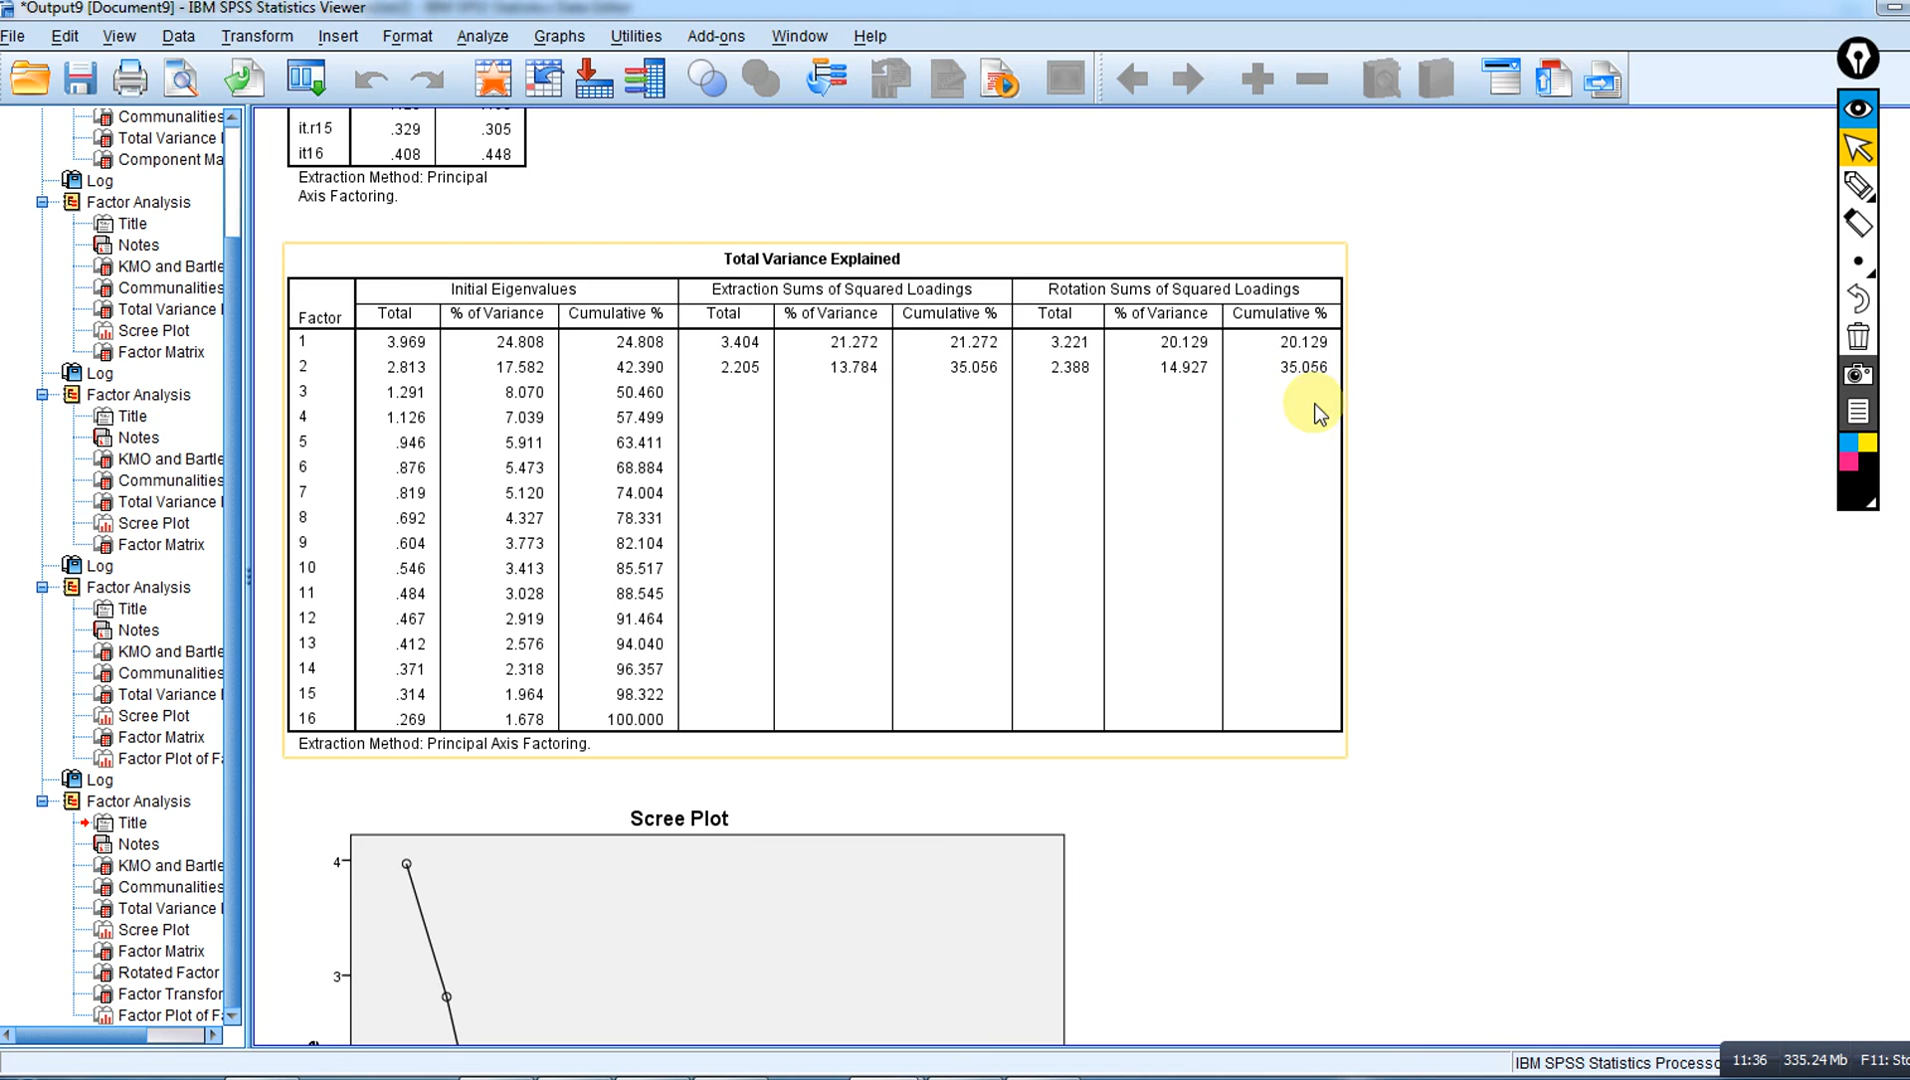 *Output9 [Document9] - IBM SPSS Statistics Viewer
File Edit View Data Transform Insert Format Analyze Graphs Utilities Add-ons Window Help
Communalities
Total Variance
Component Ma
Log
Factor Analysis
Title
Notes
KMO and Bartle
Communalities
Total Variance
Scree Plot
Factor Matrix
Log
Factor Analysis
Title
Notes
KMO and Bartle
Communalities
Total Variance
Scree Plot
Factor Matrix
Log
Factor Analysis
Title
Notes
KMO and Bartle
Communalities
Total Variance
Scree Plot
Factor Matrix
Factor Plot of F
Log
Factor Analysis
Title
Notes
KMO and Bartle
Communalities
Total Variance
Scree Plot
Factor Matrix
Rotated Factor
Factor Transfor
Factor Plot of F
it.r15 .329 .305
it16 .408 .448
Extraction Method: Principal
Axis Factoring.
Total Variance Explained
Initial Eigenvalues Extraction Sums of Squared Loadings Rotation Sums of Squared Loadings
Factor Total % of Variance Cumulative % Total % of Variance Cumulative % Total % of Variance Cumulative %
1 3.969 24.808 24.808 3.404 21.272 21.272 3.221 20.129 20.129
2 2.813 17.582 42.390 2.205 13.784 35.056 2.388 14.927 35.056
3 1.291 8.070 50.460
4 1.126 7.039 57.499
5 .946 5.911 63.411
6 .876 5.473 68.884
7 .819 5.120 74.004
8 .692 4.327 78.331
9 .604 3.773 82.104
10 .546 3.413 85.517
11 .484 3.028 88.545
12 .467 2.919 91.464
13 .412 2.576 94.040
14 .371 2.318 96.357
15 .314 1.964 98.322
16 .269 1.678 100.000
Extraction Method: Principal Axis Factoring.
Scree Plot
4
3
IBM SPSS Statistics Processo
11:36 335.24 Mb F11: Sto